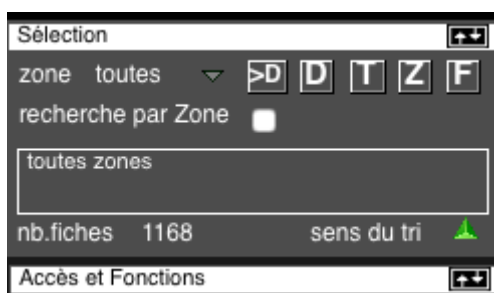 Sélection
zone toutes >D D T Z F
recherche par Zone
toutes zones
nb.fiches 1168 sens du tri
Accès et Fonctions